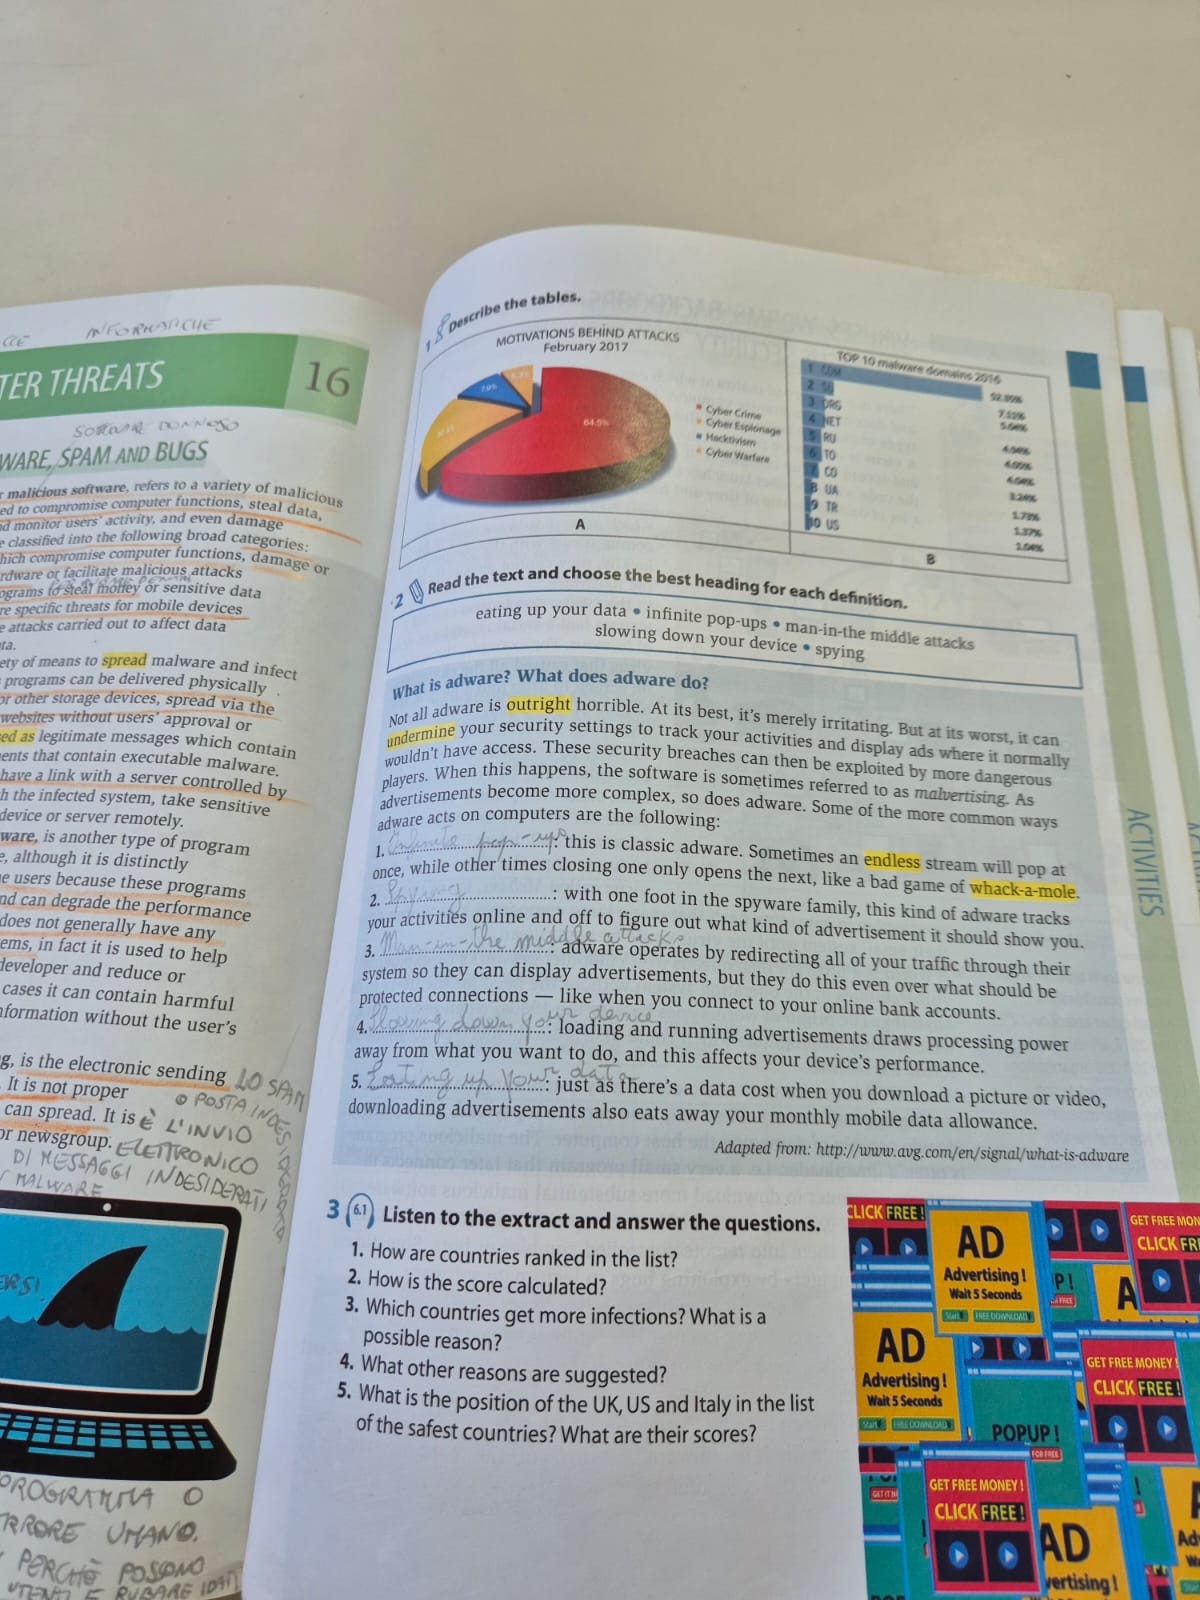 INFORMATICHE
TER THREATS
16
SOFTWARE DONNOSO
WARE, SPAM AND BUGS
malicious software, refers to a variety of malicious
ed to compromise computer functions, steal data,
nd monitor users' activity, and even damage
classified into the following broad categories:
hich compromise computer functions, damage or
rdware or facilitate malicious attacks
ograms to steal money or sensitive data
re specific threats for mobile devices
attacks carried out to affect data
ta.
ety of means to spread malware and infect
programs can be delivered physically
or other storage devices, spread via the
websites without users' approval or
sed as legitimate messages which contain
ents that contain executable malware.
have a link with a server controlled by
h the infected system, take sensitive
device or server remotely.
ware, is another type of program
e, although it is distinctly
e users because these programs
nd can degrade the performance
does not generally have any
ems, in fact it is used to help
developer and reduce or
cases it can contain harmful
nformation without the user's
g, is the electronic sending
It is not proper
can spread. It is
or newsgroup.
LO SPAM
O POSTA INDESIDERATA
È L'INVIO
ELETTRONICO
DI MESSAGGI INDESIDERATI
MALWARE
ERS!
PROGRAMMA O
ERRORE UMANO.
PERCHÈ POSSONO
UTENTI E RUBARE I DATI
1 Describe the tables.
MOTIVATIONS BEHIND ATTACKS
February 2017
64.5%
7.0%
Cyber Crime
Cyber Espionage
Hacktivism
Cyber Warfare
A
TOP 10 malware domains 2016
1 COM
2 SU
3 ORG 5.04%
4 NET
5 RU
6 TO
7 CO
8 UA
9 TR 1.37%
10 US 1.04%
B
2 Read the text and choose the best heading for each definition.
eating up your data • infinite pop-ups • man-in-the middle attacks
slowing down your device • spying
What is adware? What does adware do?
Not all adware is outright horrible. At its best, it's merely irritating. But at its worst, it can
undermine your security settings to track your activities and display ads where it normally
wouldn't have access. These security breaches can then be exploited by more dangerous
players. When this happens, the software is sometimes referred to as malvertising. As
advertisements become more complex, so does adware. Some of the more common ways
adware acts on computers are the following:
1. Infinite pop-ups: this is classic adware. Sometimes an endless stream will pop at
once, while other times closing one only opens the next, like a bad game of whack-a-mole.
2. Spying: with one foot in the spyware family, this kind of adware tracks
your activities online and off to figure out what kind of advertisement it should show you.
3. Man-in-the middle attacks: adware operates by redirecting all of your traffic through their
system so they can display advertisements, but they do this even over what should be
protected connections — like when you connect to your online bank accounts.
4. Slowing down your device: loading and running advertisements draws processing power
away from what you want to do, and this affects your device's performance.
5. Eating up your data: just as there's a data cost when you download a picture or video,
downloading advertisements also eats away your monthly mobile data allowance.
Adapted from: http://www.avg.com/en/signal/what-is-adware
ACTIVITIES
3 6.1 Listen to the extract and answer the questions.
1. How are countries ranked in the list?
2. How is the score calculated?
3. Which countries get more infections? What is a
possible reason?
4. What other reasons are suggested?
5. What is the position of the UK, US and Italy in the list
of the safest countries? What are their scores?
CLICK FREE!
AD
Advertising!
Wait 5 Seconds
Start
FREE DOWNLOAD
GET FREE MON
CLICK FRE
P!
A
AD
Advertising!
Wait 5 Seconds
Start
FREE DOWNLOAD
GET FREE MONEY!
CLICK FREE!
POPUP!
FOR FREE
GET FREE MONEY!
CLICK FREE!
AD
vertising!
Ad